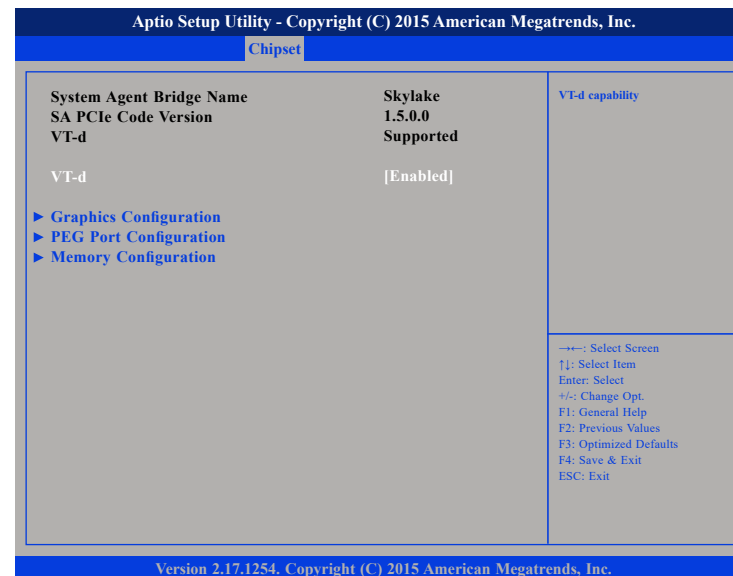 Aptio Setup Utility - Copyright (C) 2015 American Megatrends, Inc.
Chipset
System Agent Bridge Name Skylake
SA PCIe Code Version 1.5.0.0
VT-d Supported
VT-d [Enabled]
► Graphics Configuration
► PEG Port Configuration
► Memory Configuration
VT-d capability
→←: Select Screen
↑↓: Select Item
Enter: Select
+/-: Change Opt.
F1: General Help
F2: Previous Values
F3: Optimized Defaults
F4: Save & Exit
ESC: Exit
Version 2.17.1254. Copyright (C) 2015 American Megatrends, Inc.